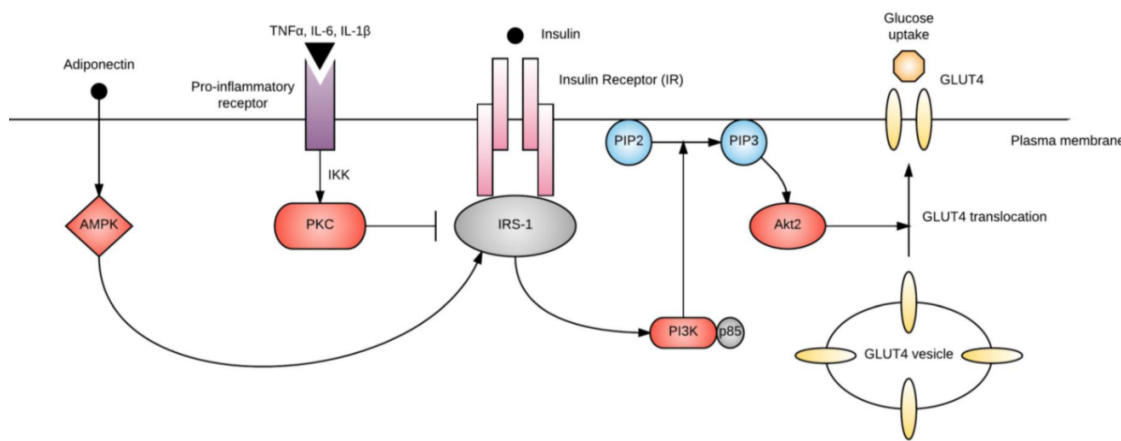 Glucose
uptake
TNFα, IL-6, IL-1β
Insulin
Adiponectin
Insulin Receptor (IR)
GLUT4
Pro-inflammatory
receptor
PIP2
PIP3
Plasma membrane
IKK
AMPK
PKC
IRS-1
Akt2
GLUT4 translocation
PI3K
p85
GLUT4 vesicle